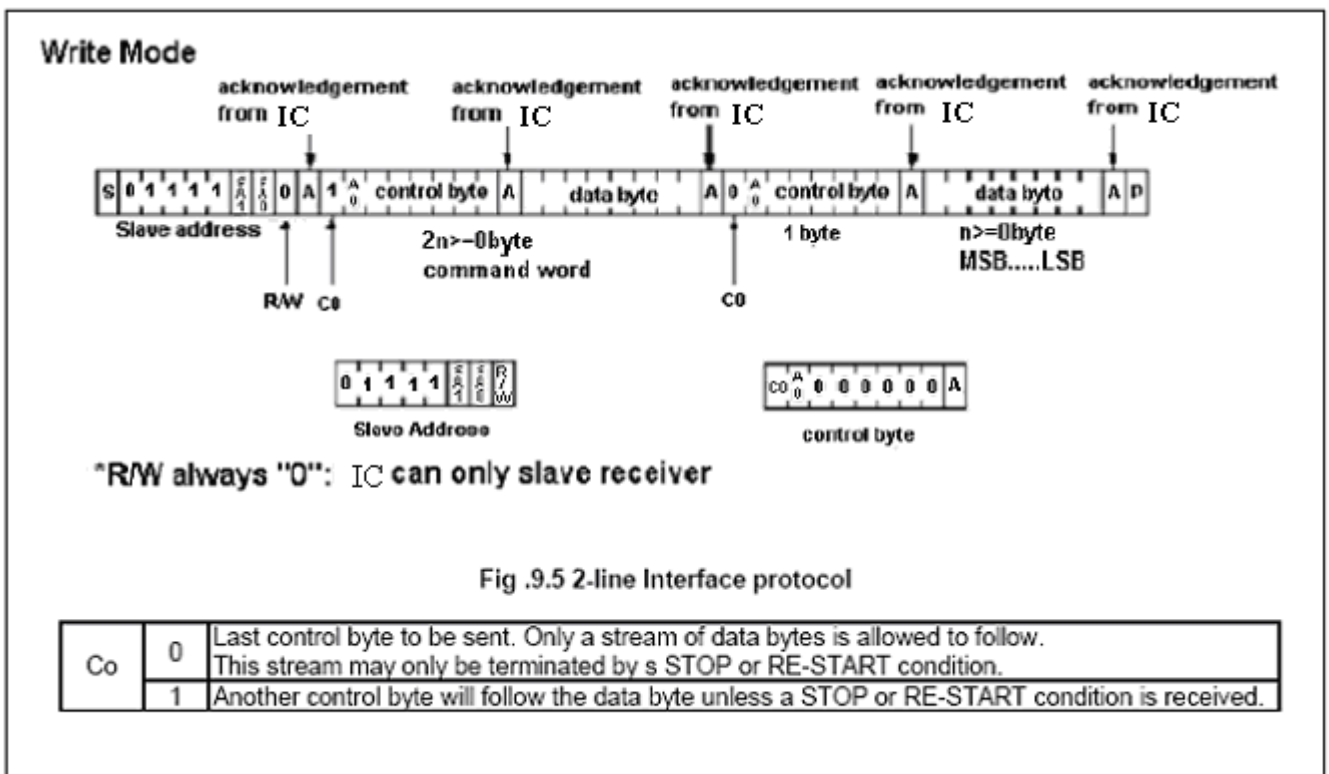 Write Mode
acknowledgement acknowledgement acknowledgement acknowledgement acknowledgement
from IC from IC from IC from IC from IC
S 0 1 1 1 1 0 A 1 A0 control byte A data byte A 0 A0 control byte A data byte A P
Slave address 2n>=0byte 1 byte n>=0byte
command word MSB.....LSB
R/W C0 C0
0 1 1 1 1 R/W
Co A0 0 0 0 0 0 0 A
Slave Address control byte
*R/W always "0": IC can only slave receiver
Fig .9.5 2-line Interface protocol
Co 0 Last control byte to be sent. Only a stream of data bytes is allowed to follow.
This stream may only be terminated by s STOP or RE-START condition.
1 Another control byte will follow the data byte unless a STOP or RE-START condition is received.